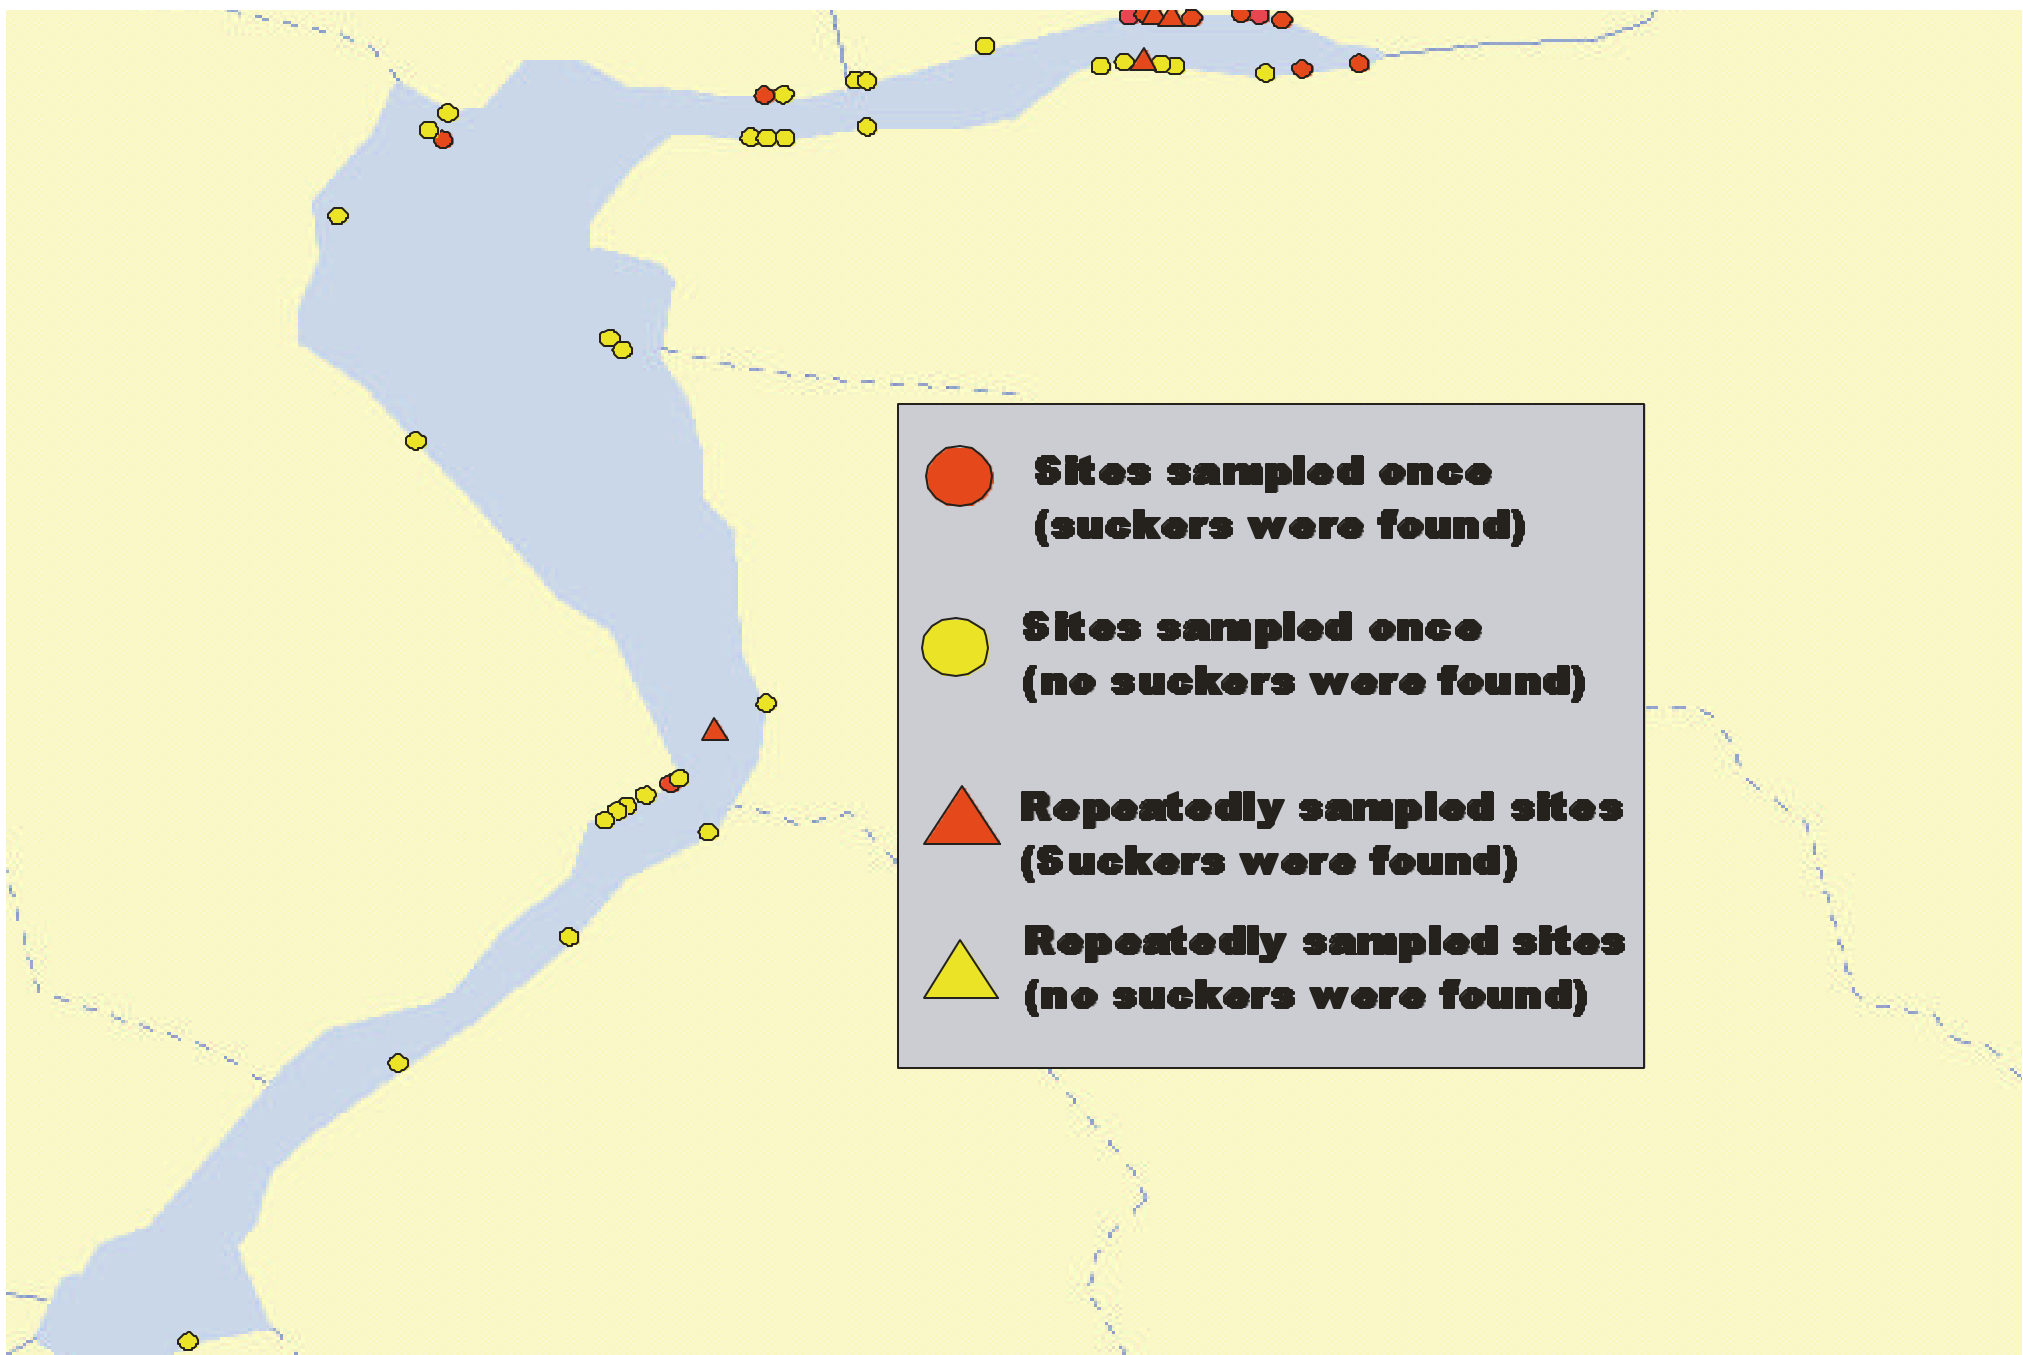 Sites sampled once
(suckers were found)
Sites sampled once
(no suckers were found)
Repeatedly sampled sites
(Suckers were found)
Repeatedly sampled sites
(no suckers were found)